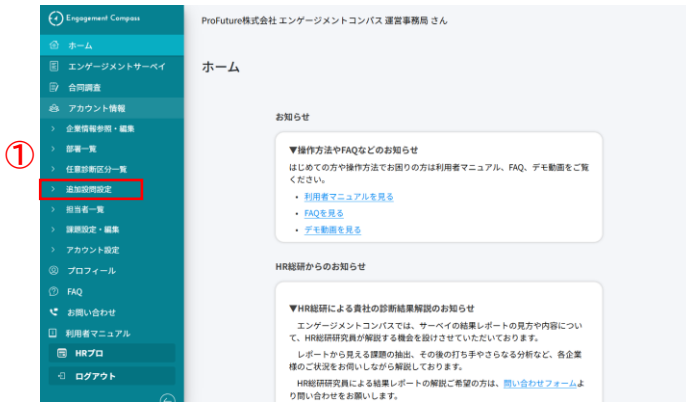 Engagement Compass
ProFuture株式会社 エンゲージメントコンパス 運営事務局 さん
ホーム
エンゲージメントサーベイ
合同調査
アカウント情報
企業情報参照・編集
部署一覧
任意診断区分一覧
追加設問設定
担当者一覧
課題設定・編集
アカウント設定
プロフィール
FAQ
お問い合わせ
利用者マニュアル
HRプロ
ログアウト
①
ホーム
お知らせ
▼操作方法やFAQなどのお知らせ
はじめての方や操作方法でお困りの方は利用者マニュアル、FAQ、デモ動画をご覧
ください。
• 利用者マニュアルを見る
• FAQを見る
• デモ動画を見る
HR総研からのお知らせ
▼HR総研による貴社の診断結果解説のお知らせ
エンゲージメントコンパスでは、サーベイの結果レポートの見方や内容につい
て、HR総研研究員が解説する機会を設けさせていただいております。
レポートから見える課題の抽出、その後の打ち手やさらなる分析など、各企業
様のご状況をお伺いしながら解説しております。
HR総研研究員による結果レポートの解説ご希望の方は、問い合わせフォームよ
り問い合わせをお願いします。